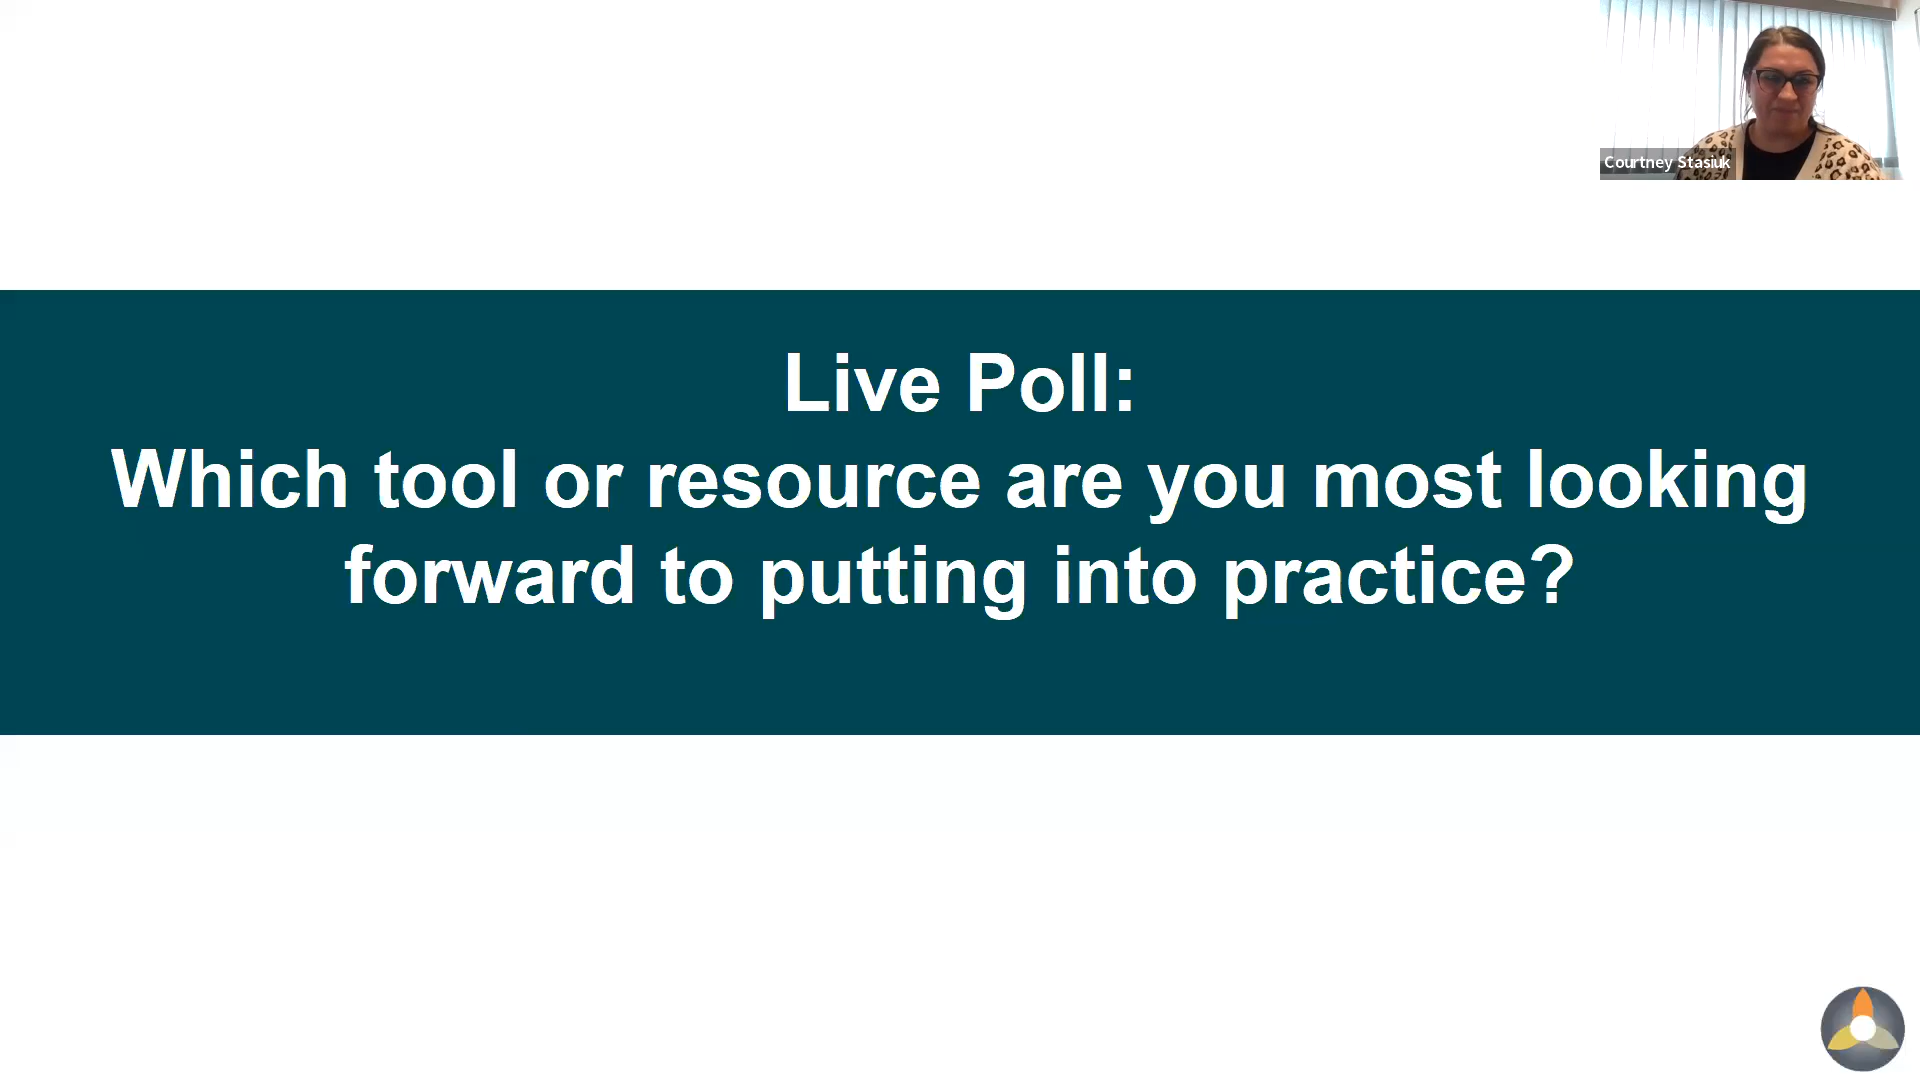 Courtney Stasiuk
Live Poll:
Which tool or resource are you most looking
forward to putting into practice?